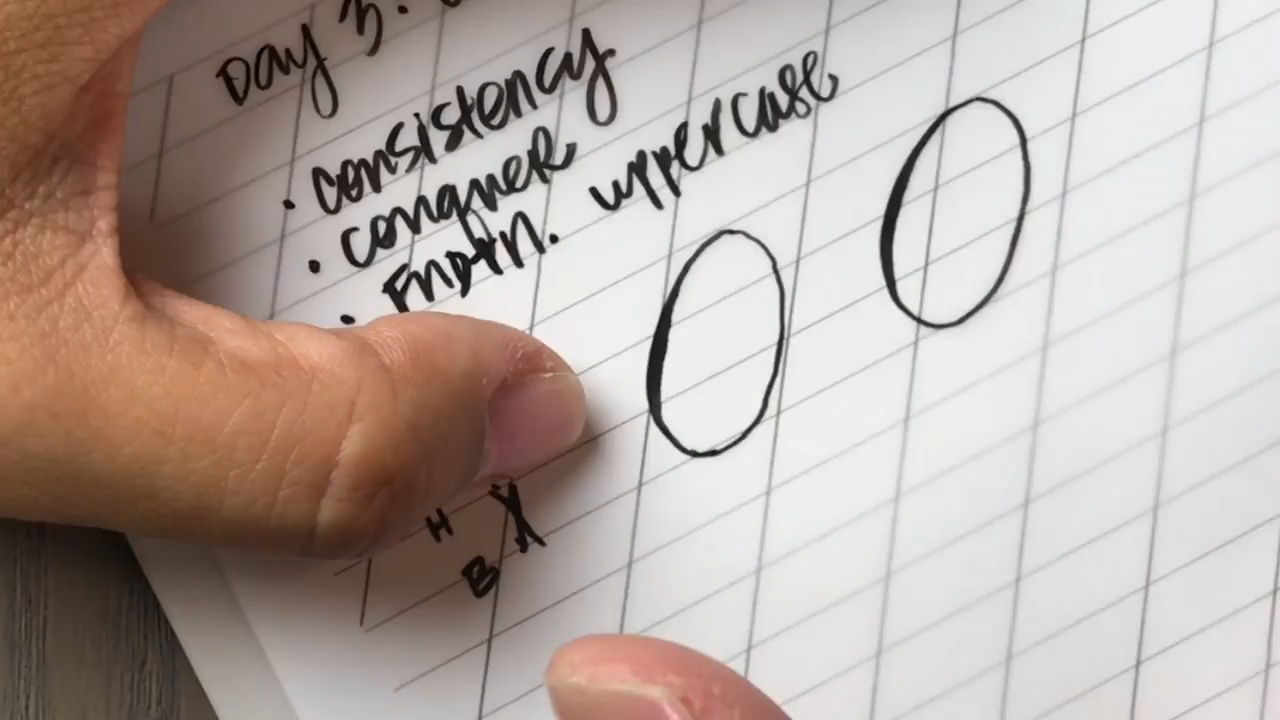 Day 3:
• consistency
• conquer
• Fndtn. uppercase
O O
H X
B